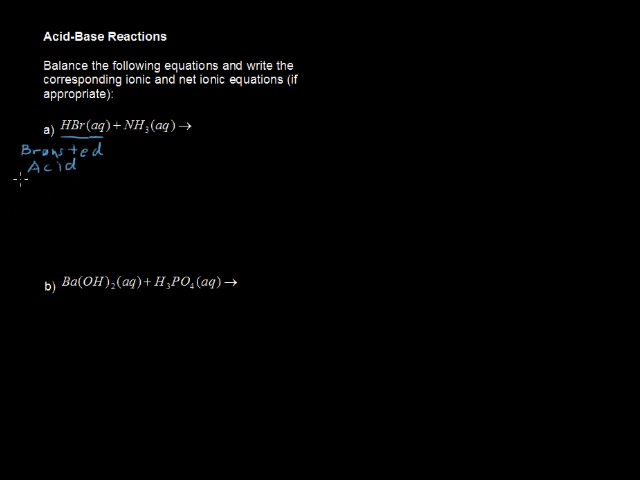 Acid-Base Reactions
Balance the following equations and write the
corresponding ionic and net ionic equations (if
appropriate):
a) HBr(aq) + NH₃(aq) →
Bronsted
Acid
b) Ba(OH)₂(aq) + H₃PO₄(aq) →